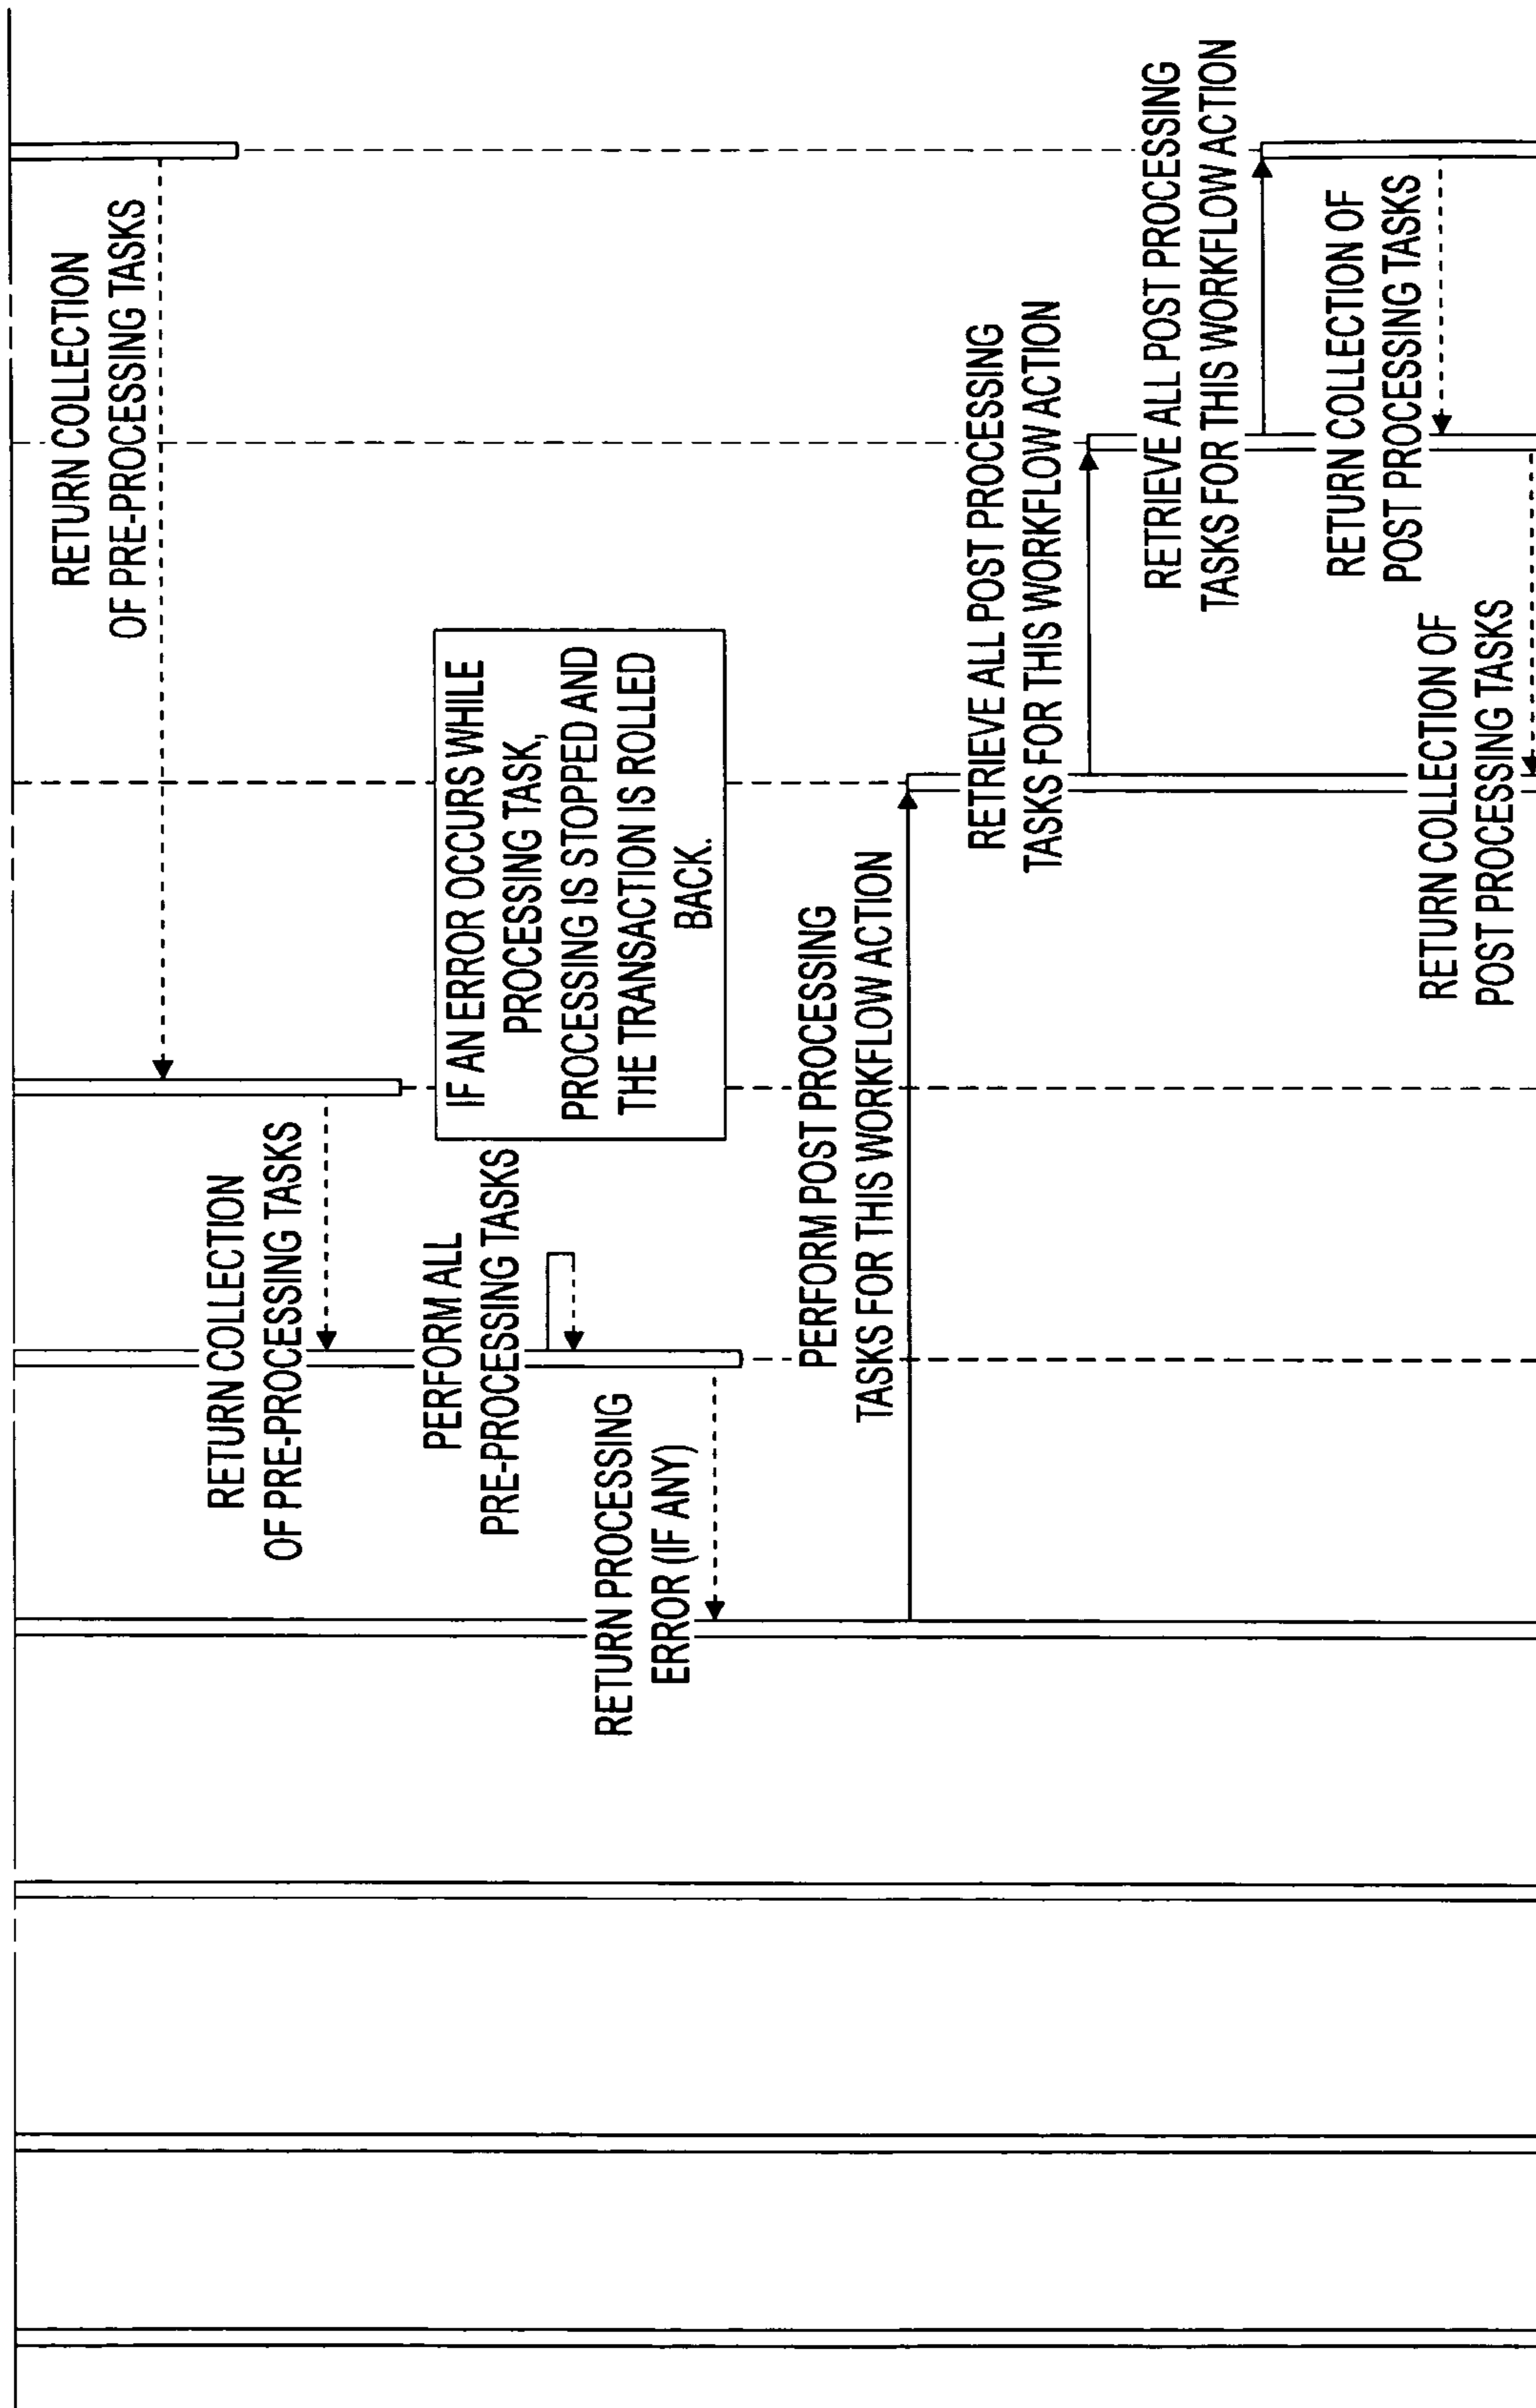 RETURN COLLECTION
OF PRE-PROCESSING TASKS
RETURN COLLECTION
OF PRE-PROCESSING TASKS
PERFORM ALL
PRE-PROCESSING TASKS
IF AN ERROR OCCURS WHILE
PROCESSING TASK,
PROCESSING IS STOPPED AND
THE TRANSACTION IS ROLLED
BACK.
RETURN PROCESSING
ERROR (IF ANY)
PERFORM POST PROCESSING
TASKS FOR THIS WORKFLOW ACTION
RETRIEVE ALL POST PROCESSING
TASKS FOR THIS WORKFLOW ACTION
RETRIEVE ALL POST PROCESSING
TASKS FOR THIS WORKFLOW ACTION
RETURN COLLECTION OF
POST PROCESSING TASKS
RETURN COLLECTION OF
POST PROCESSING TASKS